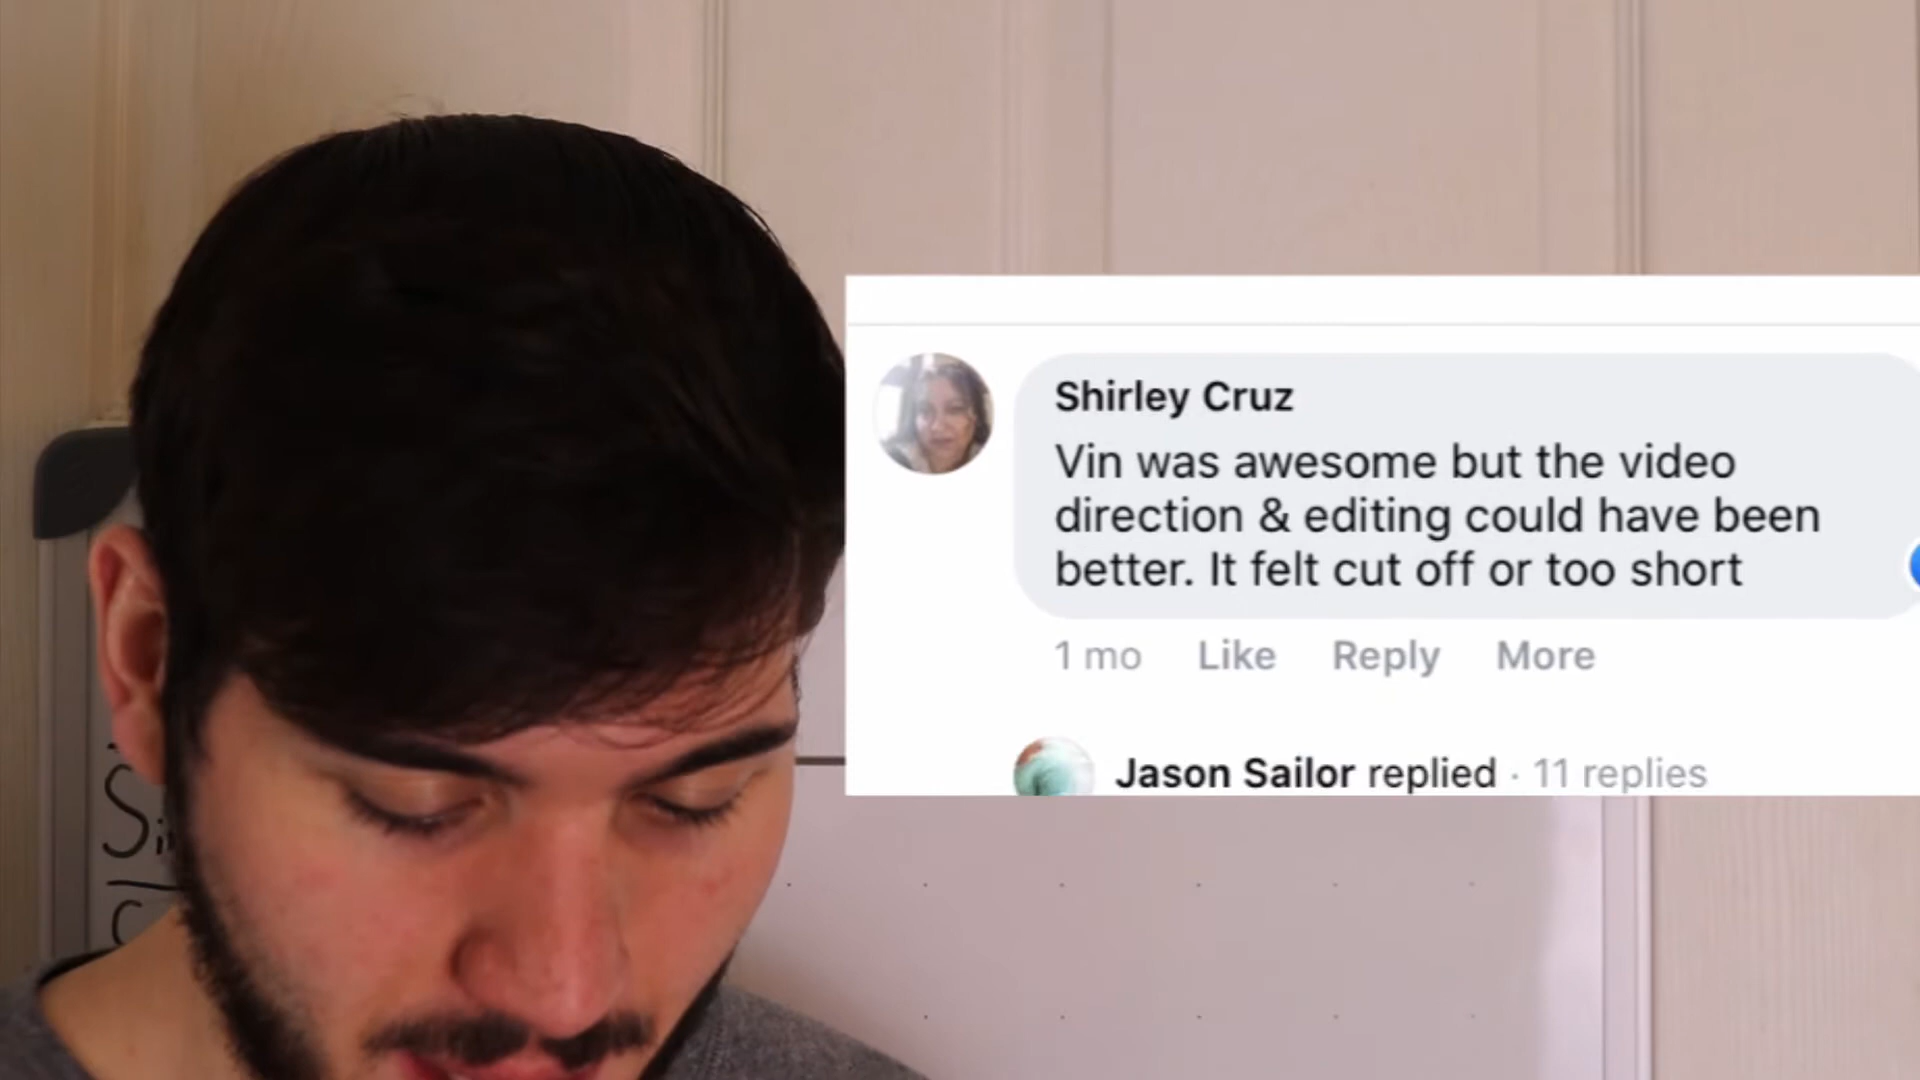 Shirley Cruz
Vin was awesome but the video
direction & editing could have been
better. It felt cut off or too short
1 mo Like Reply More
Jason Sailor replied · 11 replies